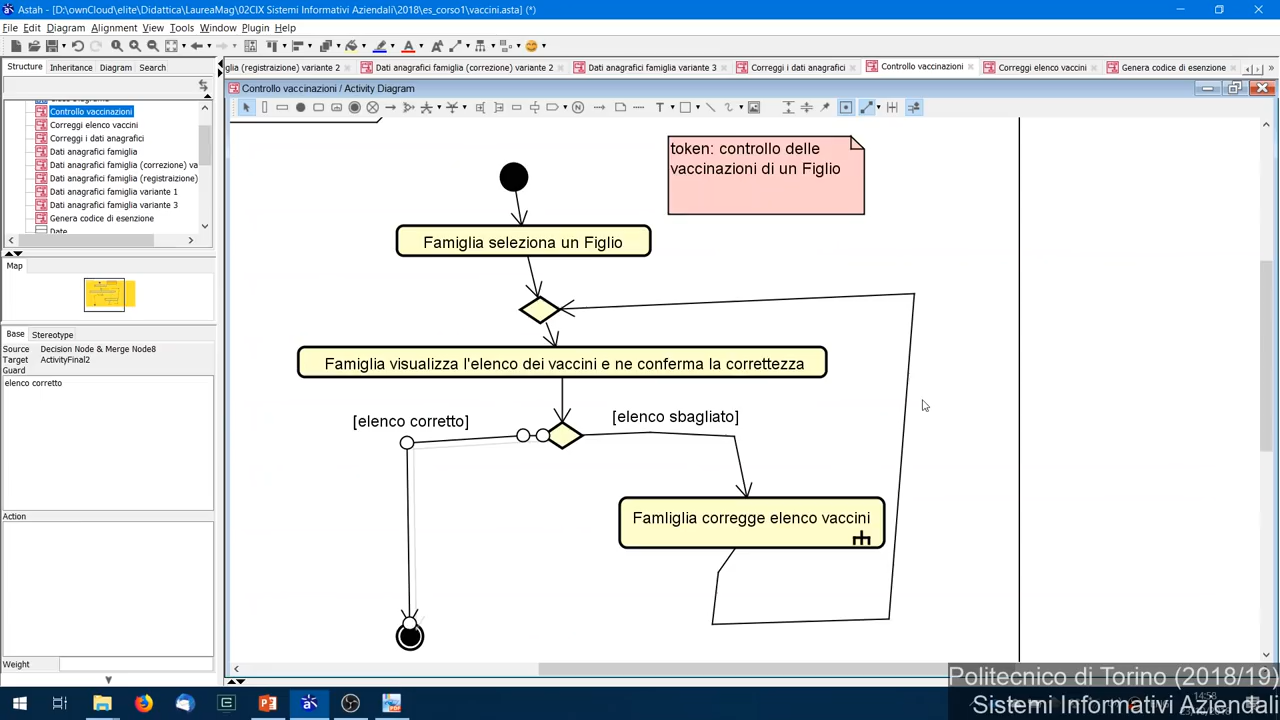 Astah - [D:\ownCloud\elite\Didattica\LaureaMag\02CIX Sistemi Informativi Aziendali\2018\es_corso1\vaccini.asta] (*)
File Edit Diagram Alignment View Tools Window Plugin Help
Structure Inheritance Diagram Search
glia (registrazione) variante 2
Dati anagrafici famiglia (correzione) variante 2
Dati anagrafici famiglia variante 3
Correggi i dati anagrafici
Controllo vaccinazioni
Correggi elenco vaccini
Genera codice di esenzione
Controllo vaccinazioni / Activity Diagram
Controllo vaccinazioni
Correggi elenco vaccini
Correggi i dati anagrafici
Dati anagrafici famiglia
Dati anagrafici famiglia (correzione) va
Dati anagrafici famiglia (registrazione)
Dati anagrafici famiglia variante 1
Dati anagrafici famiglia variante 3
Genera codice di esenzione
Date
Map
Base Stereotype
Source Decision Node & Merge Node8
Target ActivityFinal2
Guard
elenco corretto
Action
Weight
token: controllo delle
vaccinazioni di un Figlio
Famiglia seleziona un Figlio
Famiglia visualizza l'elenco dei vaccini e ne conferma la correttezza
[elenco corretto]
[elenco sbagliato]
Famliglia corregge elenco vaccini
Politecnico di Torino (2018/19)
14:58
Sistemi Informativi Aziendali